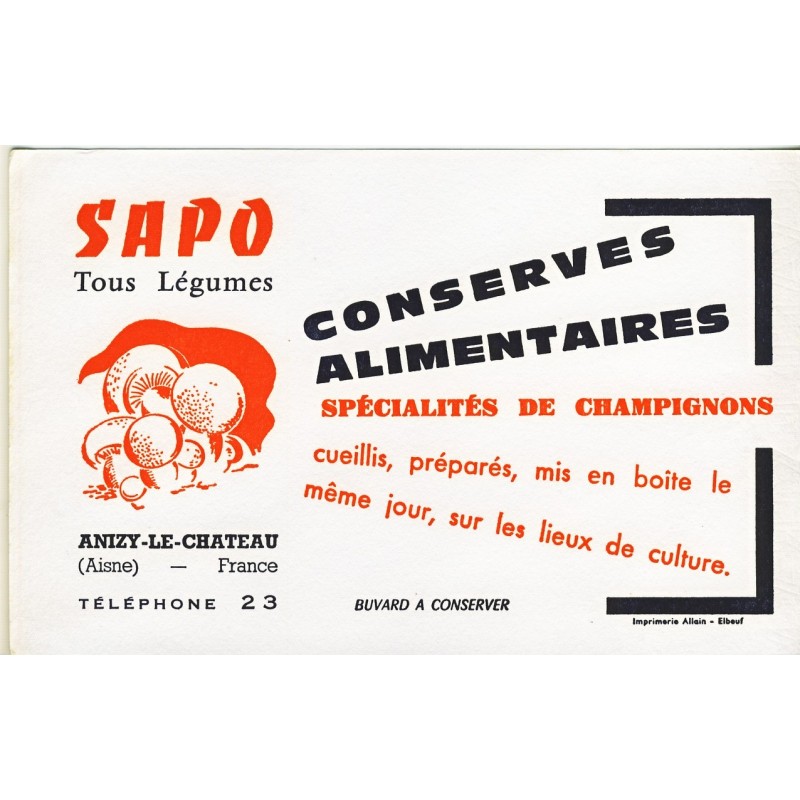 SAPO
Tous Légumes
ANIZY-LE-CHATEAU
(Aisne) — France
TÉLÉPHONE 23
CONSERVES
ALIMENTAIRES
SPÉCIALITÉS DE CHAMPIGNONS
cueillis, préparés, mis en boîte le
même jour, sur les lieux de culture.
BUVARD A CONSERVER
Imprimerie Allain - Elbeuf